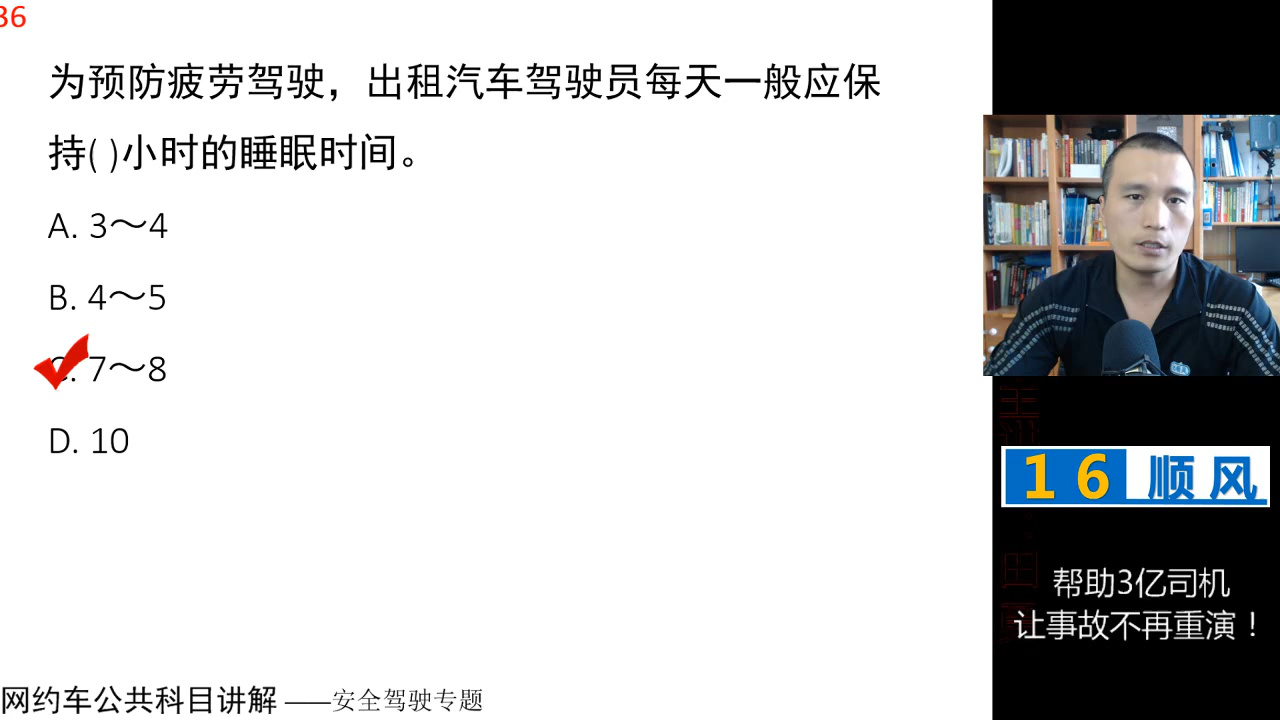 36
为预防疲劳驾驶，出租汽车驾驶员每天一般应保
持( )小时的睡眠时间。
A. 3～4
B. 4～5
C. 7～8
D. 10
16 顺风
帮助3亿司机
让事故不再重演！
网约车公共科目讲解 ——安全驾驶专题